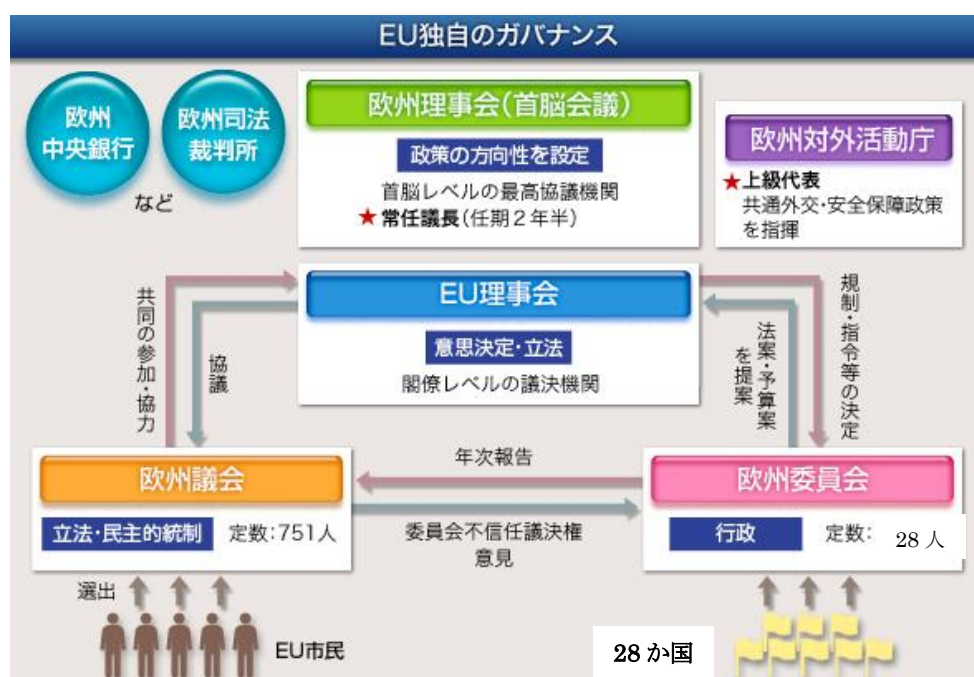 EU独自のガバナンス
欧州
中央銀行
欧州司法
裁判所
など
欧州理事会(首脳会議)
政策の方向性を設定
首脳レベルの最高協議機関
★常任議長(任期2年半)
欧州対外活動庁
★上級代表
共通外交・安全保障政策
を指揮
EU理事会
意思決定・立法
閣僚レベルの議決機関
共同の参加・協力
協議
法案・予算案
を提案
規制・指令等の決定
欧州議会
立法・民主的統制 定数:751人
年次報告
委員会不信任議決権
意見
欧州委員会
行政 定数: 28人
選出
EU市民
28か国